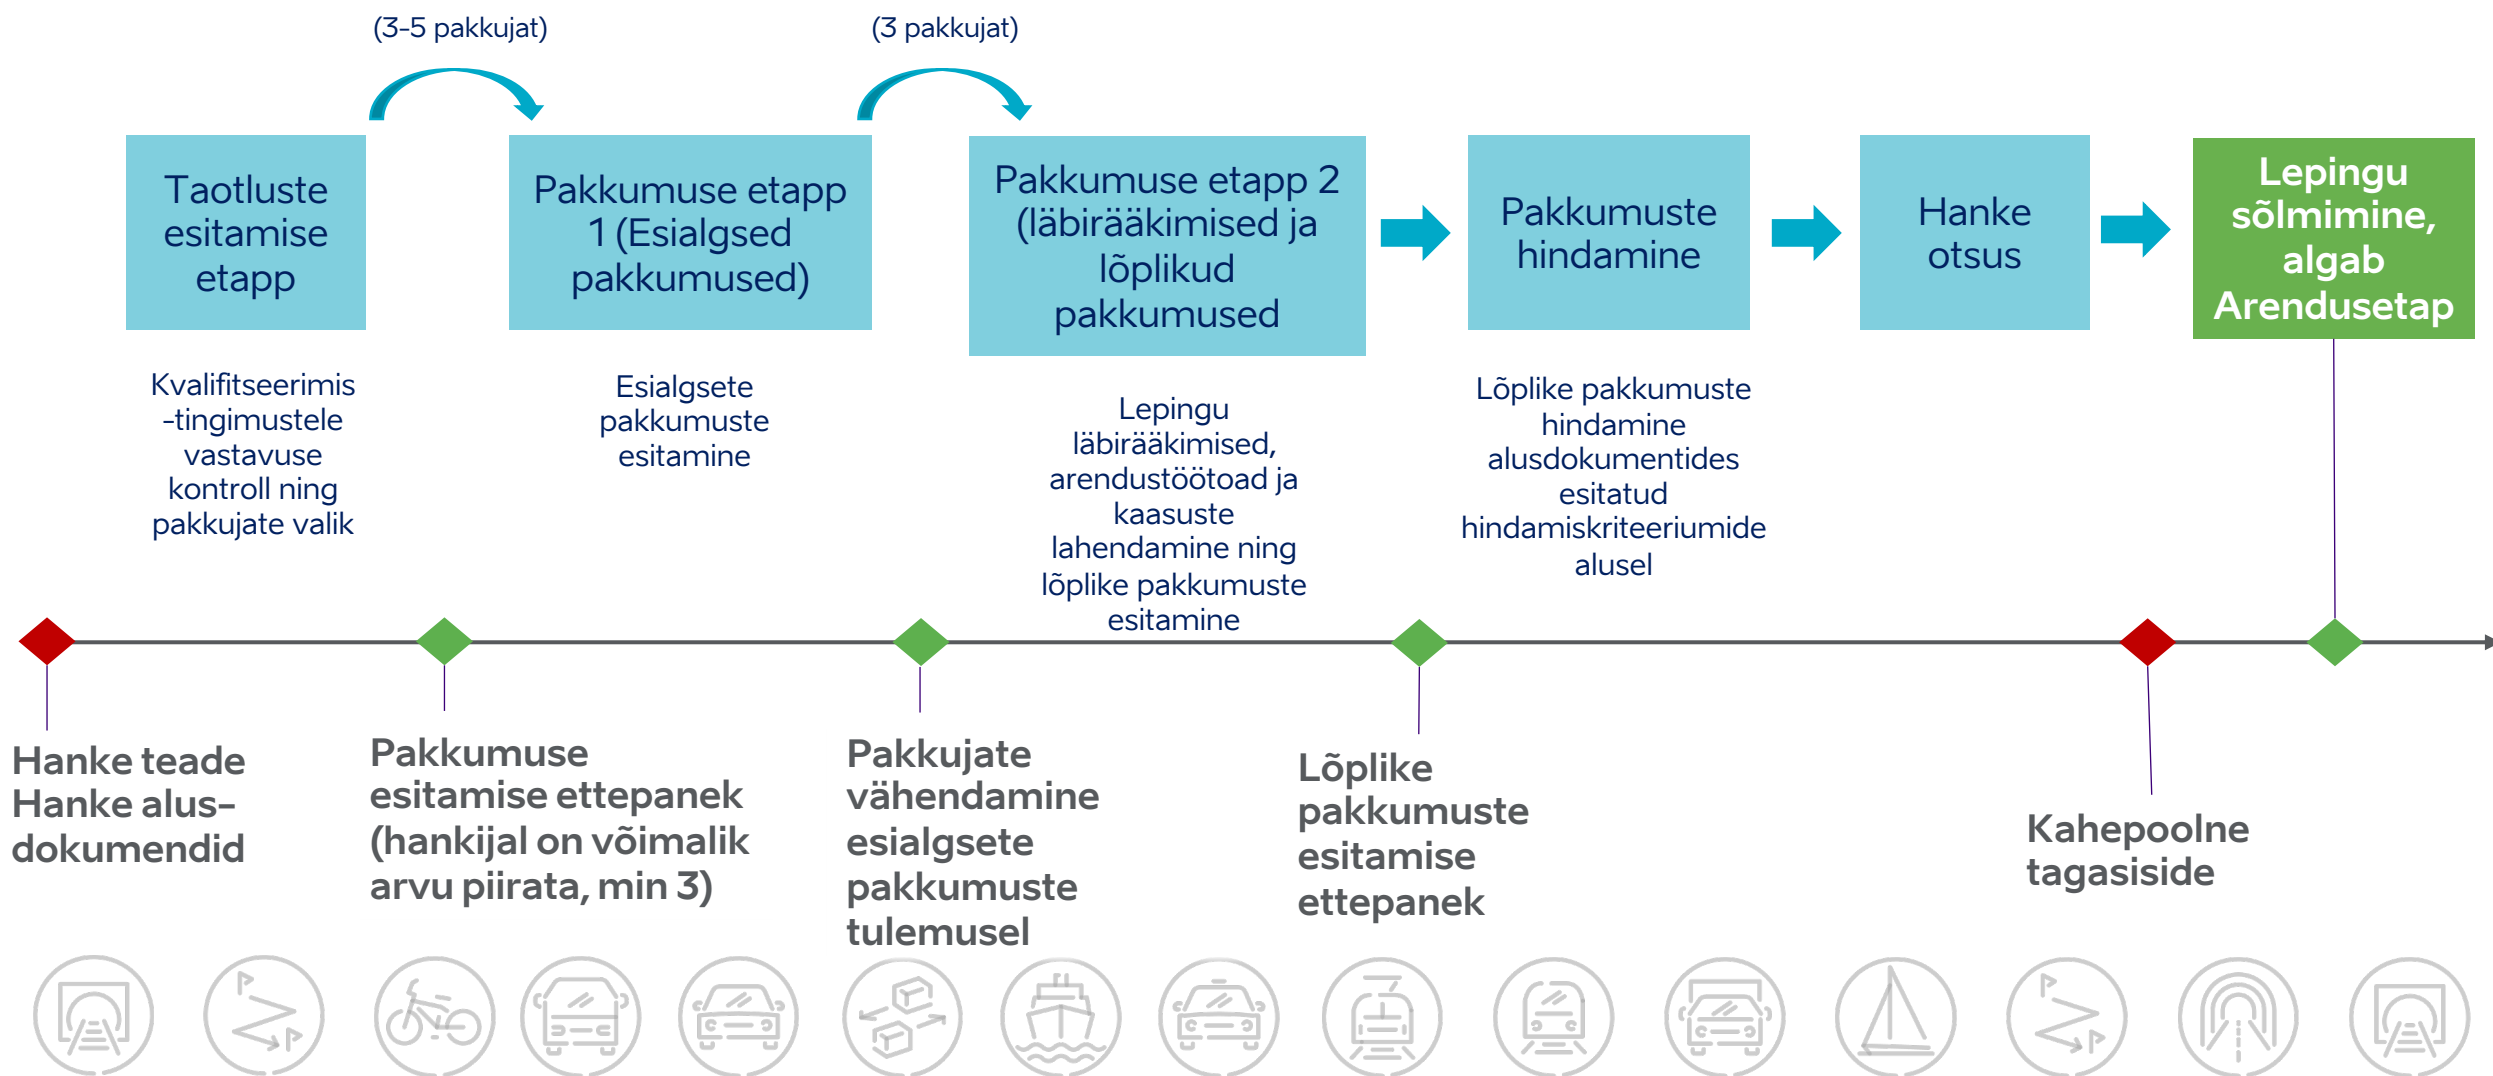 (3-5 pakkujat)
(3 pakkujat)
Taotluste
esitamise
etapp
Pakkumuse etapp
1 (Esialgsed
pakkumused)
Pakkumuse etapp 2
(läbirääkimised ja
lõplikud
pakkumused
Pakkumuste
hindamine
Hanke
otsus
Lepingu
sõlmimine,
algab
Arendusetap
Kvalifitseerimis
-tingimustele
vastavuse
kontroll ning
pakkujate valik
Esialgsete
pakkumuste
esitamine
Lepingu
läbirääkimised,
arendustöötoad ja
kaasuste
lahendamine ning
lõplike pakkumuste
esitamine
Lõplike pakkumuste
hindamine
alusdokumentides
esitatud
hindamiskriteeriumide
alusel
Hanke teade
Hanke alus-
dokumendid
Pakkumuse
esitamise ettepanek
(hankijal on võimalik
arvu piirata, min 3)
Pakkujate
vähendamine
esialgsete
pakkumuste
tulemusel
Lõplike
pakkumuste
esitamise
ettepanek
Kahepoolne
tagasiside